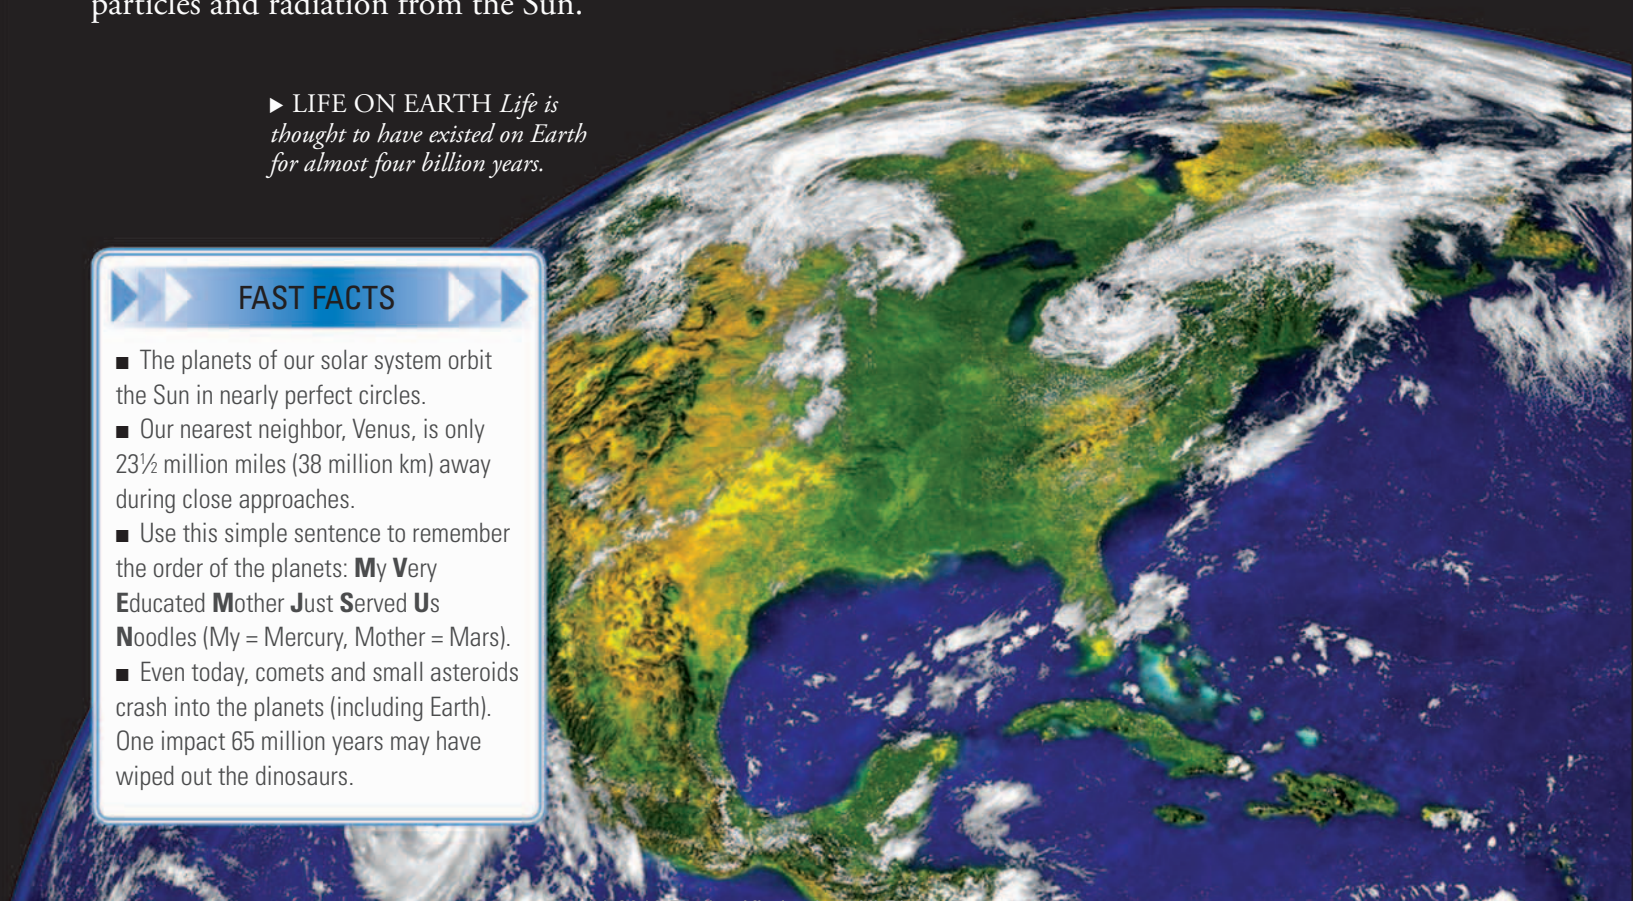 particles and radiation from the Sun.
▶ LIFE ON EARTH Life is
thought to have existed on Earth
for almost four billion years.
FAST FACTS
■ The planets of our solar system orbit
the Sun in nearly perfect circles.
■ Our nearest neighbor, Venus, is only
23½ million miles (38 million km) away
during close approaches.
■ Use this simple sentence to remember
the order of the planets: My Very
Educated Mother Just Served Us
Noodles (My = Mercury, Mother = Mars).
■ Even today, comets and small asteroids
crash into the planets (including Earth).
One impact 65 million years may have
wiped out the dinosaurs.